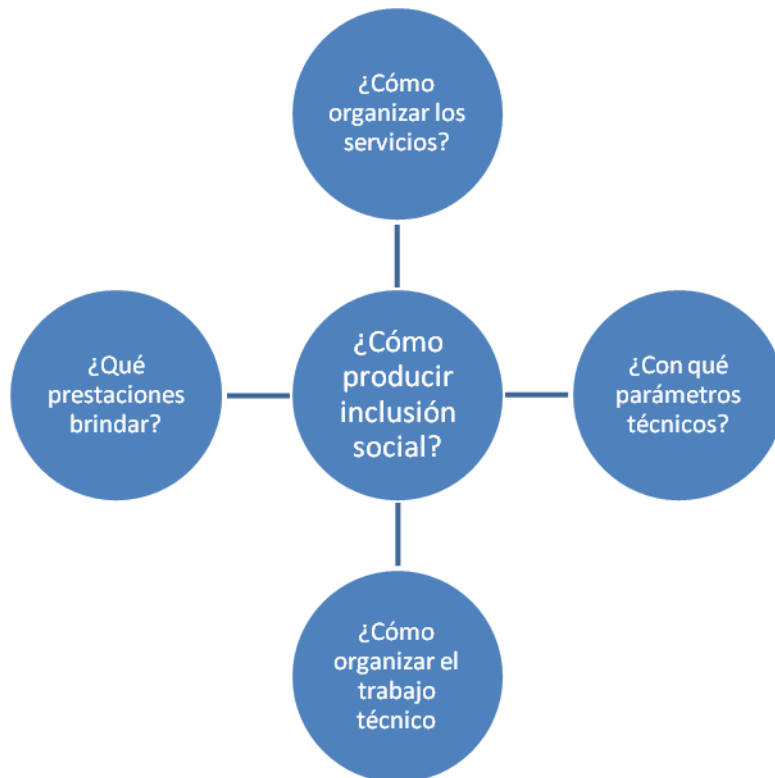 ¿Cómo
organizar los
servicios?
¿Qué
prestaciones
brindar?
¿Cómo
producir
inclusión
social?
¿Con qué
parámetros
técnicos?
¿Cómo
organizar el
trabajo
técnico